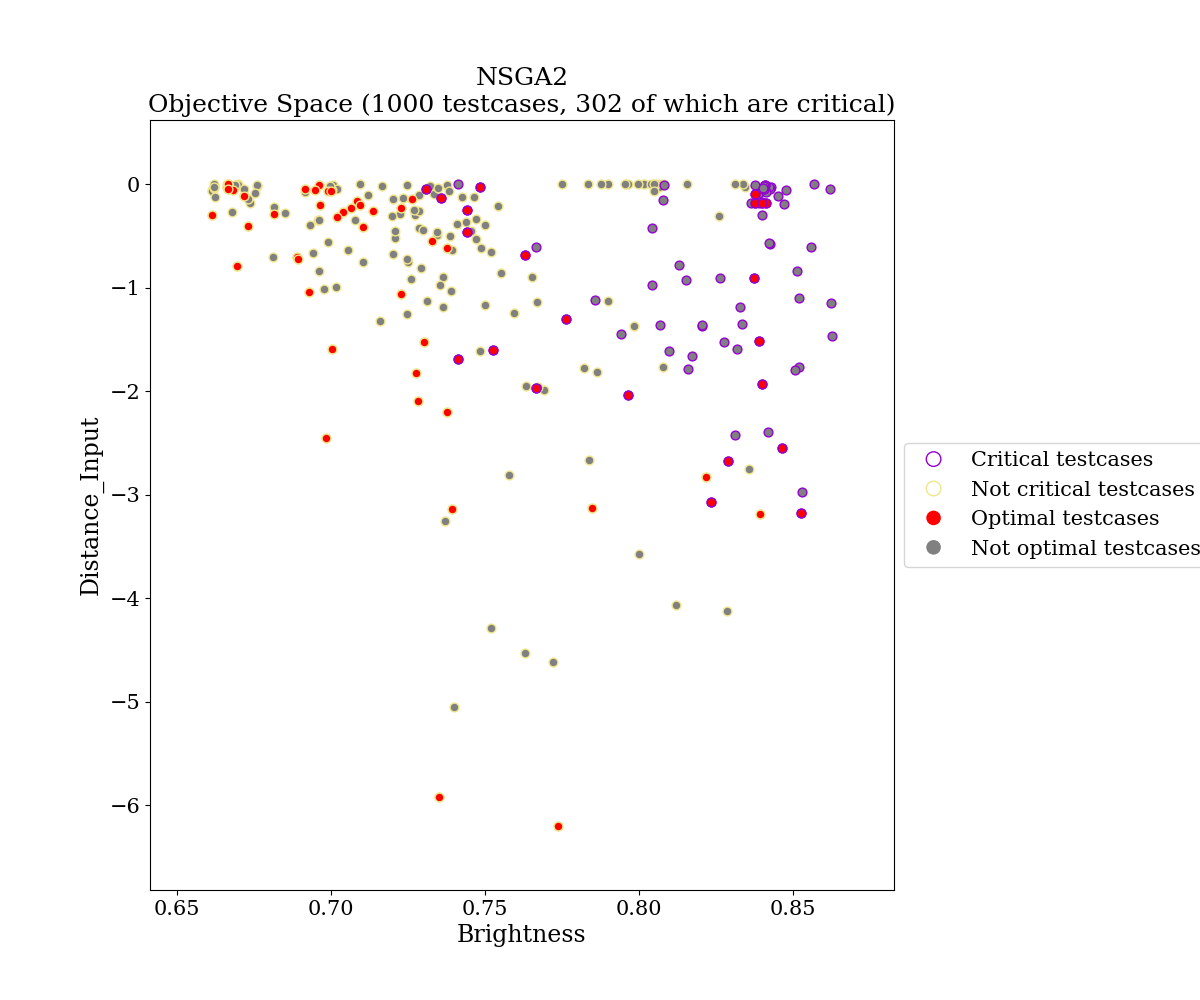 NSGA2
Objective Space (1000 testcases, 302 of which are critical)
0
−1
−2
−3
−4
−5
−6
Distance_Input
0.65 0.70 0.75 0.80 0.85
Brightness
Critical testcases
Not critical testcases
Optimal testcases
Not optimal testcases